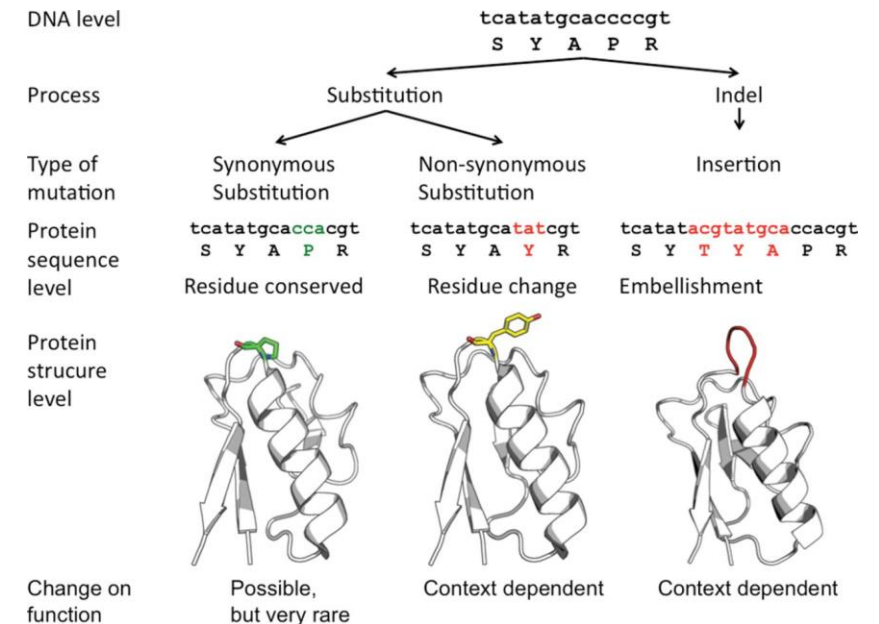 DNA level
tcatatgcaccccgt
S Y A P R
Process
Substitution
Indel
Type of
mutation
Synonymous
Substitution
Non-synonymous
Substitution
Insertion
Protein
sequence
level
tcatatgcaccacgt
S Y A P R
Residue conserved
tcatatgcatatcgt
S Y A Y R
Residue change
tcatatacgtatgcaccacgt
S Y T Y A P R
Embellishment
Protein
strucure
level
Change on
function
Possible,
but very rare
Context dependent
Context dependent